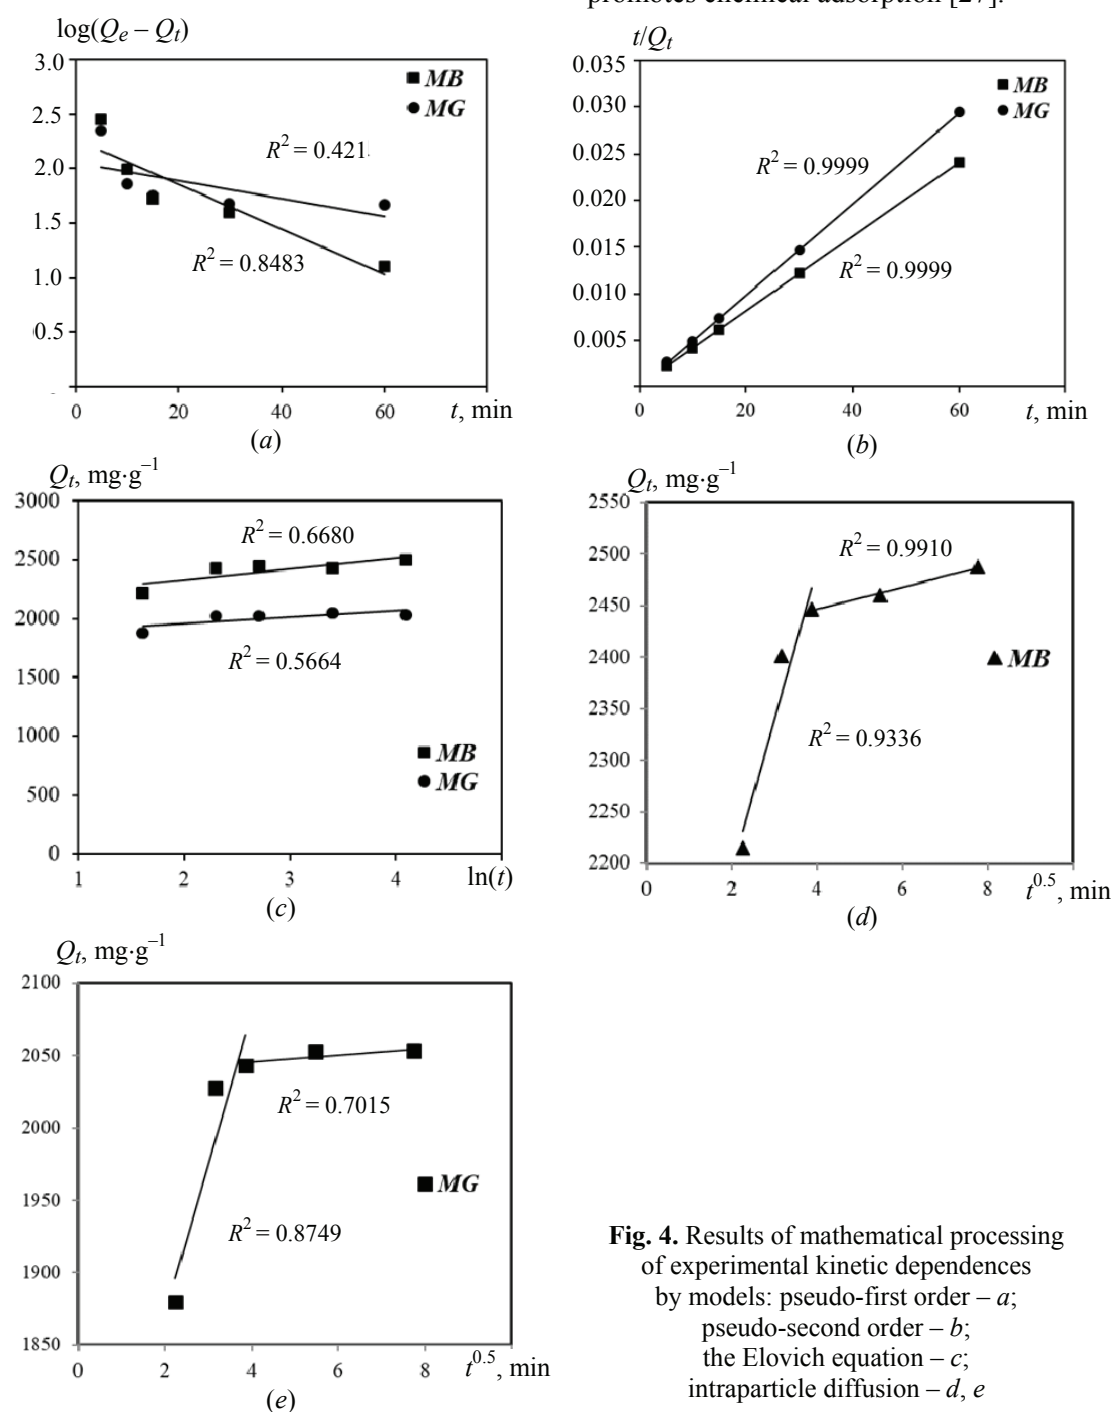 promotes chemical adsorption [27].
log(Qe – Qt)
3.0
2.5
2.0
1.5
1.0
0.5
MB
MG
R² = 0.421
R² = 0.8483
0 20 40 60 t, min
(a)
t/Qt
0.035
0.030
0.025
0.020
0.015
0.010
0.005
0
MB
MG
R² = 0.9999
R² = 0.9999
0 20 40 60 t, min
(b)
Qt, mg·g⁻¹
3000
2500
2000
1500
1000
500
0
R² = 0.6680
R² = 0.5664
MB
MG
1 2 3 4 ln(t)
(c)
Qt, mg·g⁻¹
2550
2500
2450
2400
2350
2300
2250
2200
R² = 0.9910
MB
R² = 0.9336
0 2 4 6 8 t⁰·⁵, min
(d)
Qt, mg·g⁻¹
2100
2050
2000
1950
1900
1850
R² = 0.7015
MG
R² = 0.8749
0 2 4 6 8 t⁰·⁵, min
(e)
Fig. 4. Results of mathematical processing
of experimental kinetic dependences
by models: pseudo-first order – a;
pseudo-second order – b;
the Elovich equation – c;
intraparticle diffusion – d, e